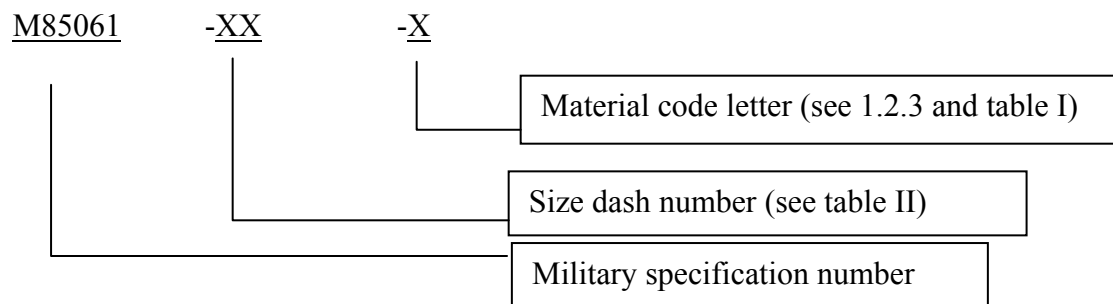 M85061 -XX -X
Material code letter (see 1.2.3 and table I)
Size dash number (see table II)
Military specification number